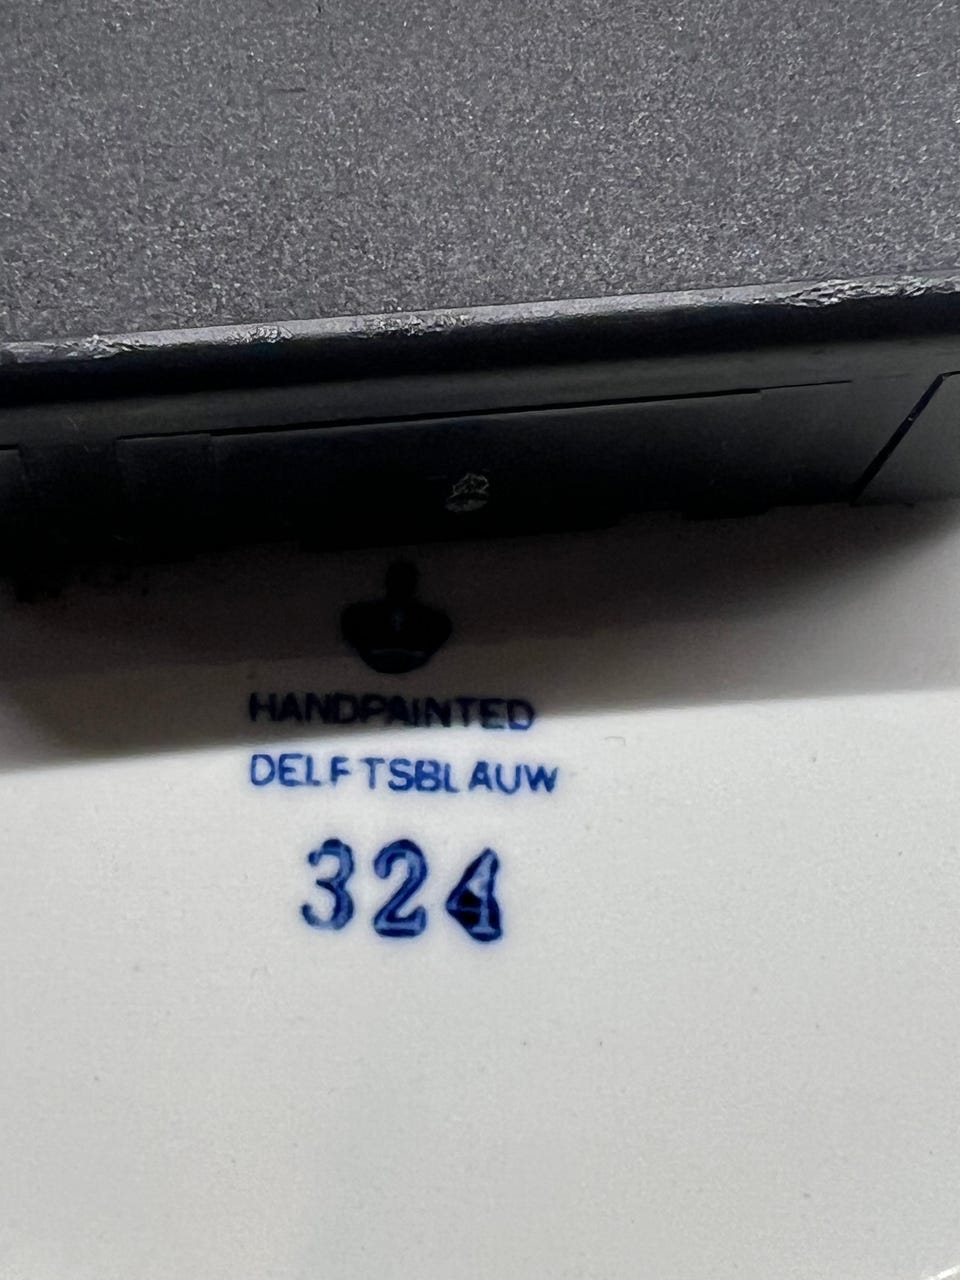 HANDPAINTED
DELFTSBLAUW
324